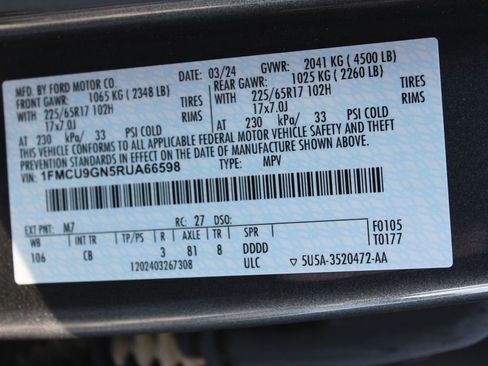 MFD. BY FORD MOTOR CO. DATE: 03/24 GVWR: 2041 KG ( 4500 LB)
FRONT GAWR: 1065 KG ( 2348 LB) REAR GAWR: 1025 KG ( 2260 LB)
WITH 225/65R17 102H TIRES WITH 225/65R17 102H TIRES
17x7.0J RIMS 17x7.0J RIMS
AT 230 kPa/ 33 PSI COLD AT 230 kPa/ 33 PSI COLD
THIS VEHICLE CONFORMS TO ALL APPLICABLE FEDERAL MOTOR VEHICLE SAFETY AND THEFT
PREVENTION STANDARDS IN EFFECT ON THE DATE OF MANUFACTURE SHOWN ABOVE.
VIN: 1FMCU9GN5RUA66598 TYPE: MPV
EXT PNT: M7 RC: 27 DSO: F0105
WB INT TR TP/PS R AXLE TR SPR T0177
106 CB 3 81 8 DDDD
1202403267308 ULC ▽ 5U5A-3520472-AA